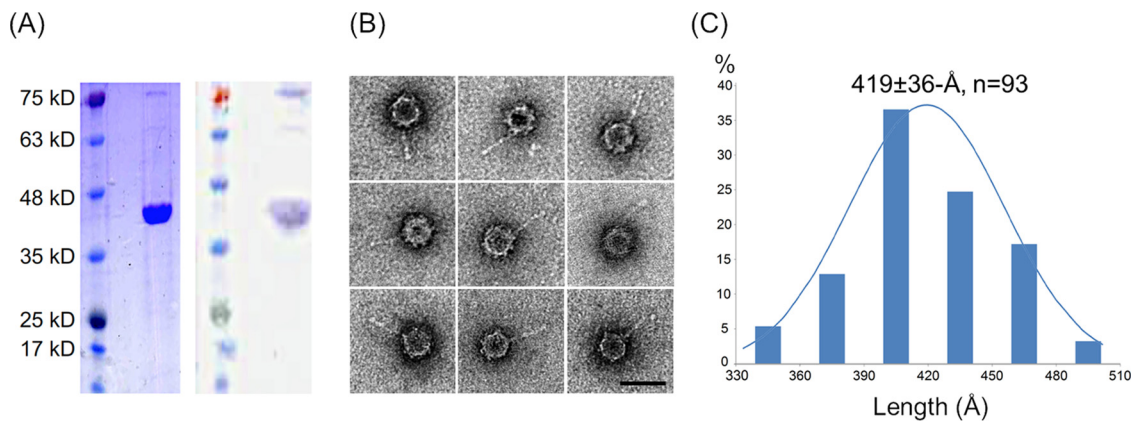 (A)
75 kD
63 kD
48 kD
35 kD
25 kD
17 kD
(B)
(C)
%
419±36-Å, n=93
40
35
30
25
20
15
10
5
0
330 360 390 420 450 480 510
Length (Å)